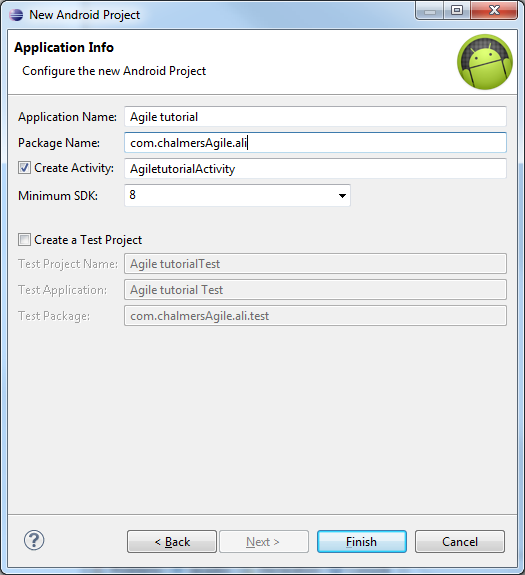 New Android Project
Application Info
Configure the new Android Project
Application Name: Agile tutorial
Package Name: com.chalmersAgile.ali
Create Activity: AgiletutorialActivity
Minimum SDK: 8
Create a Test Project
Test Project Name: Agile tutorialTest
Test Application: Agile tutorial Test
Test Package: com.chalmersAgile.ali.test
? < Back Next > Finish Cancel